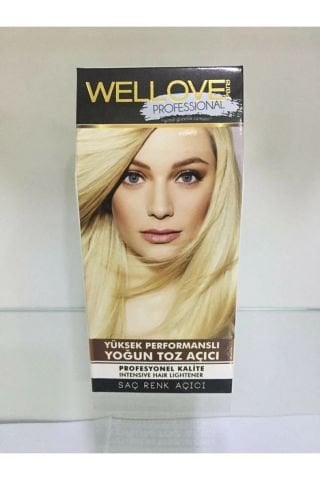 WELLOVE
PROFESSIONAL
YÜKSEK PERFORMANSLI
YOĞUN TOZ AÇICI
PROFESYONEL KALİTE
INTENSIVE HAIR LIGHTENER
SAÇ RENK AÇICI